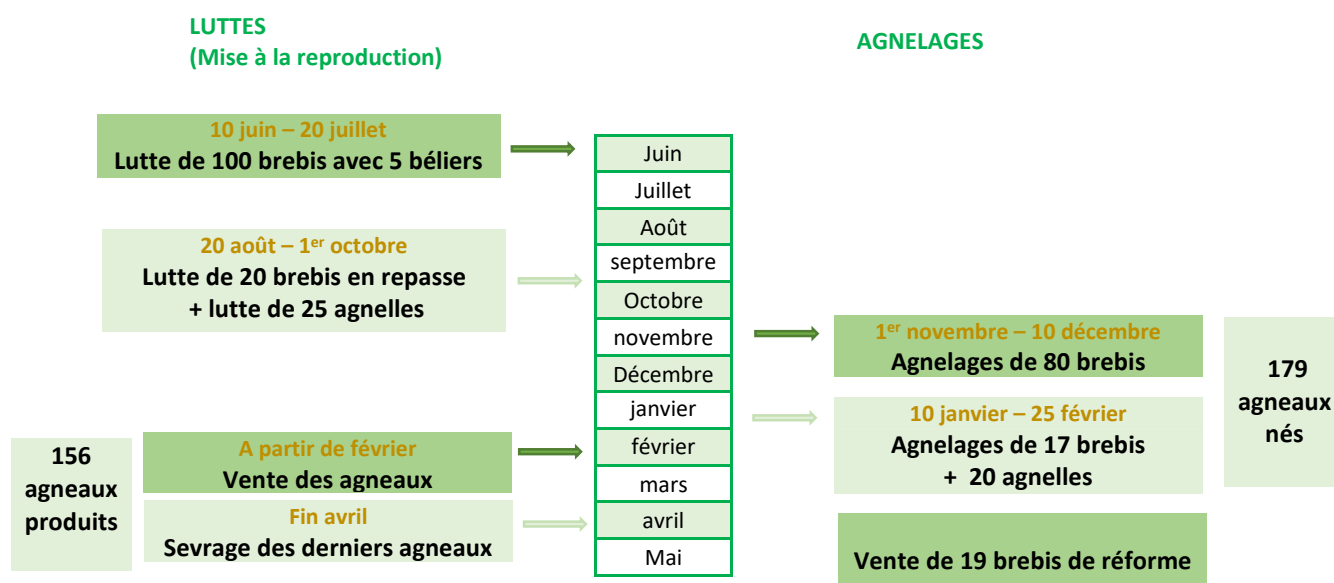 LUTTES
(Mise à la reproduction)
AGNELAGES
10 juin – 20 juillet
Lutte de 100 brebis avec 5 béliers
20 août – 1er octobre
Lutte de 20 brebis en repasse
+ lutte de 25 agnelles
156
agneaux
produits
A partir de février
Vente des agneaux
Fin avril
Sevrage des derniers agneaux
Juin
Juillet
Août
septembre
Octobre
novembre
Décembre
janvier
février
mars
avril
Mai
1er novembre – 10 décembre
Agnelages de 80 brebis
10 janvier – 25 février
Agnelages de 17 brebis
+ 20 agnelles
179
agneaux
nés
Vente de 19 brebis de réforme